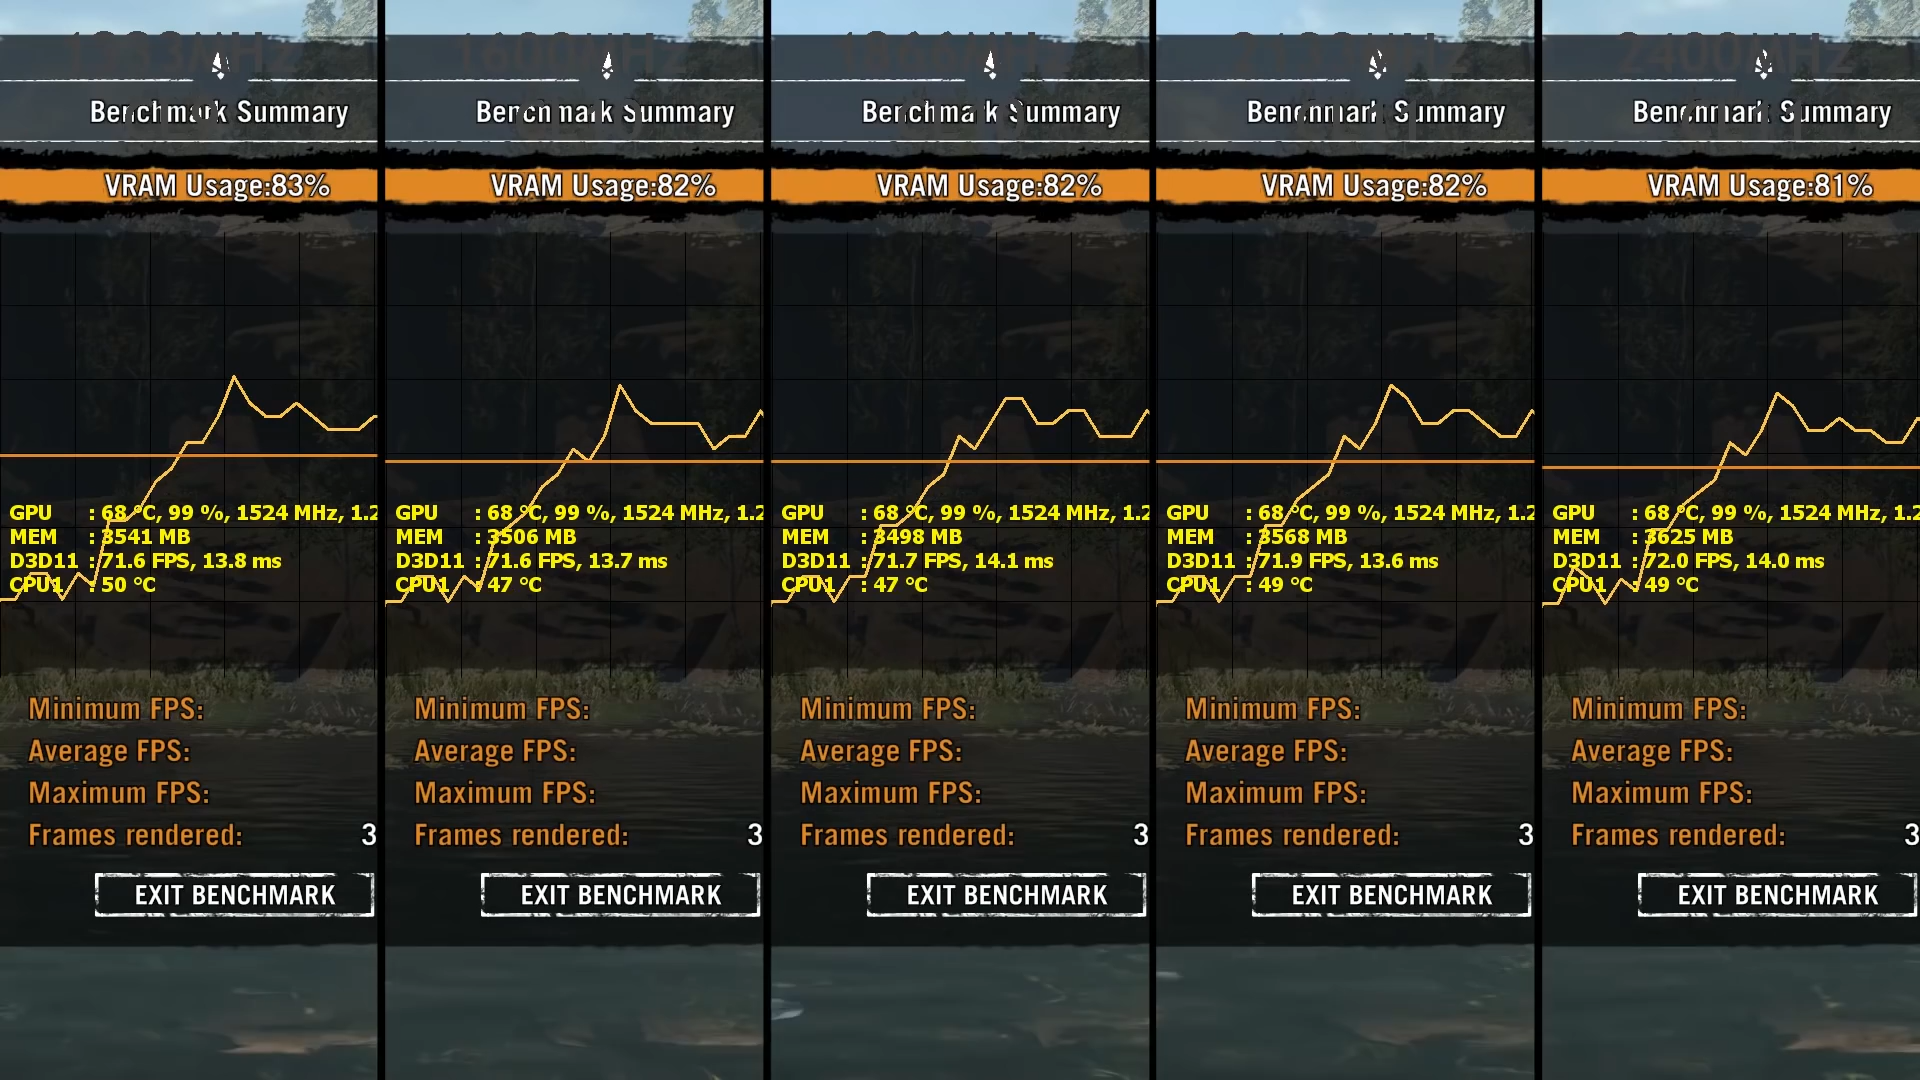 1600MHz
2400MHz
Benchmark Summary
VRAM Usage:83%
GPU : 68 °C, 99 %, 1524 MHz, 1.2
MEM : 3541 MB
D3D11 : 71.6 FPS, 13.8 ms
CPU1 : 50 °C
Minimum FPS:
Average FPS:
Maximum FPS:
Frames rendered: 3
EXIT BENCHMARK
Benchmark Summary
VRAM Usage:82%
GPU : 68 °C, 99 %, 1524 MHz, 1.2
MEM : 3506 MB
D3D11 : 71.6 FPS, 13.7 ms
CPU1 : 47 °C
Minimum FPS:
Average FPS:
Maximum FPS:
Frames rendered: 3
EXIT BENCHMARK
Benchmark Summary
VRAM Usage:82%
GPU : 68 °C, 99 %, 1524 MHz, 1.2
MEM : 3498 MB
D3D11 : 71.7 FPS, 14.1 ms
CPU1 : 47 °C
Minimum FPS:
Average FPS:
Maximum FPS:
Frames rendered: 3
EXIT BENCHMARK
Benchmark Summary
VRAM Usage:82%
GPU : 68 °C, 99 %, 1524 MHz, 1.2
MEM : 3568 MB
D3D11 : 71.9 FPS, 13.6 ms
CPU1 : 49 °C
Minimum FPS:
Average FPS:
Maximum FPS:
Frames rendered: 3
EXIT BENCHMARK
Benchmark Summary
VRAM Usage:81%
GPU : 68 °C, 99 %, 1524 MHz, 1.2
MEM : 3625 MB
D3D11 : 72.0 FPS, 14.0 ms
CPU1 : 49 °C
Minimum FPS:
Average FPS:
Maximum FPS:
Frames rendered: 3
EXIT BENCHMARK